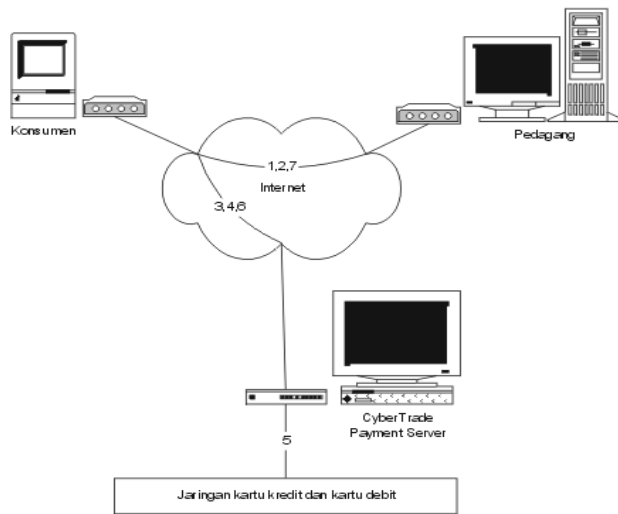 Konsumen
Pedagang
1,2,7
Internet
3,4,6
CyberTrade
Payment Server
5
Jaringan kartu kredit dan kartu debit